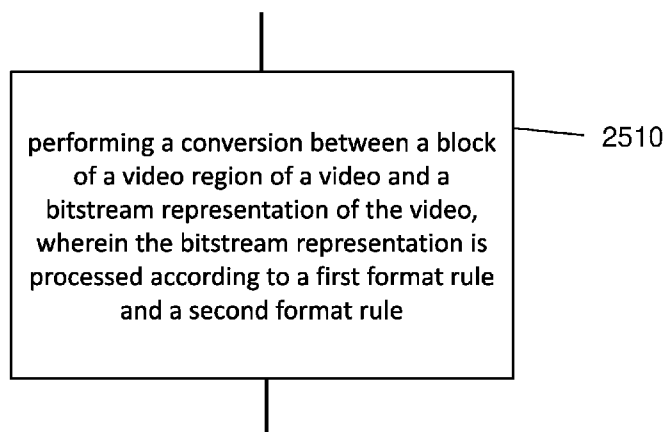 performing a conversion between a block
of a video region of a video and a
bitstream representation of the video,
wherein the bitstream representation is
processed according to a first format rule
and a second format rule
2510